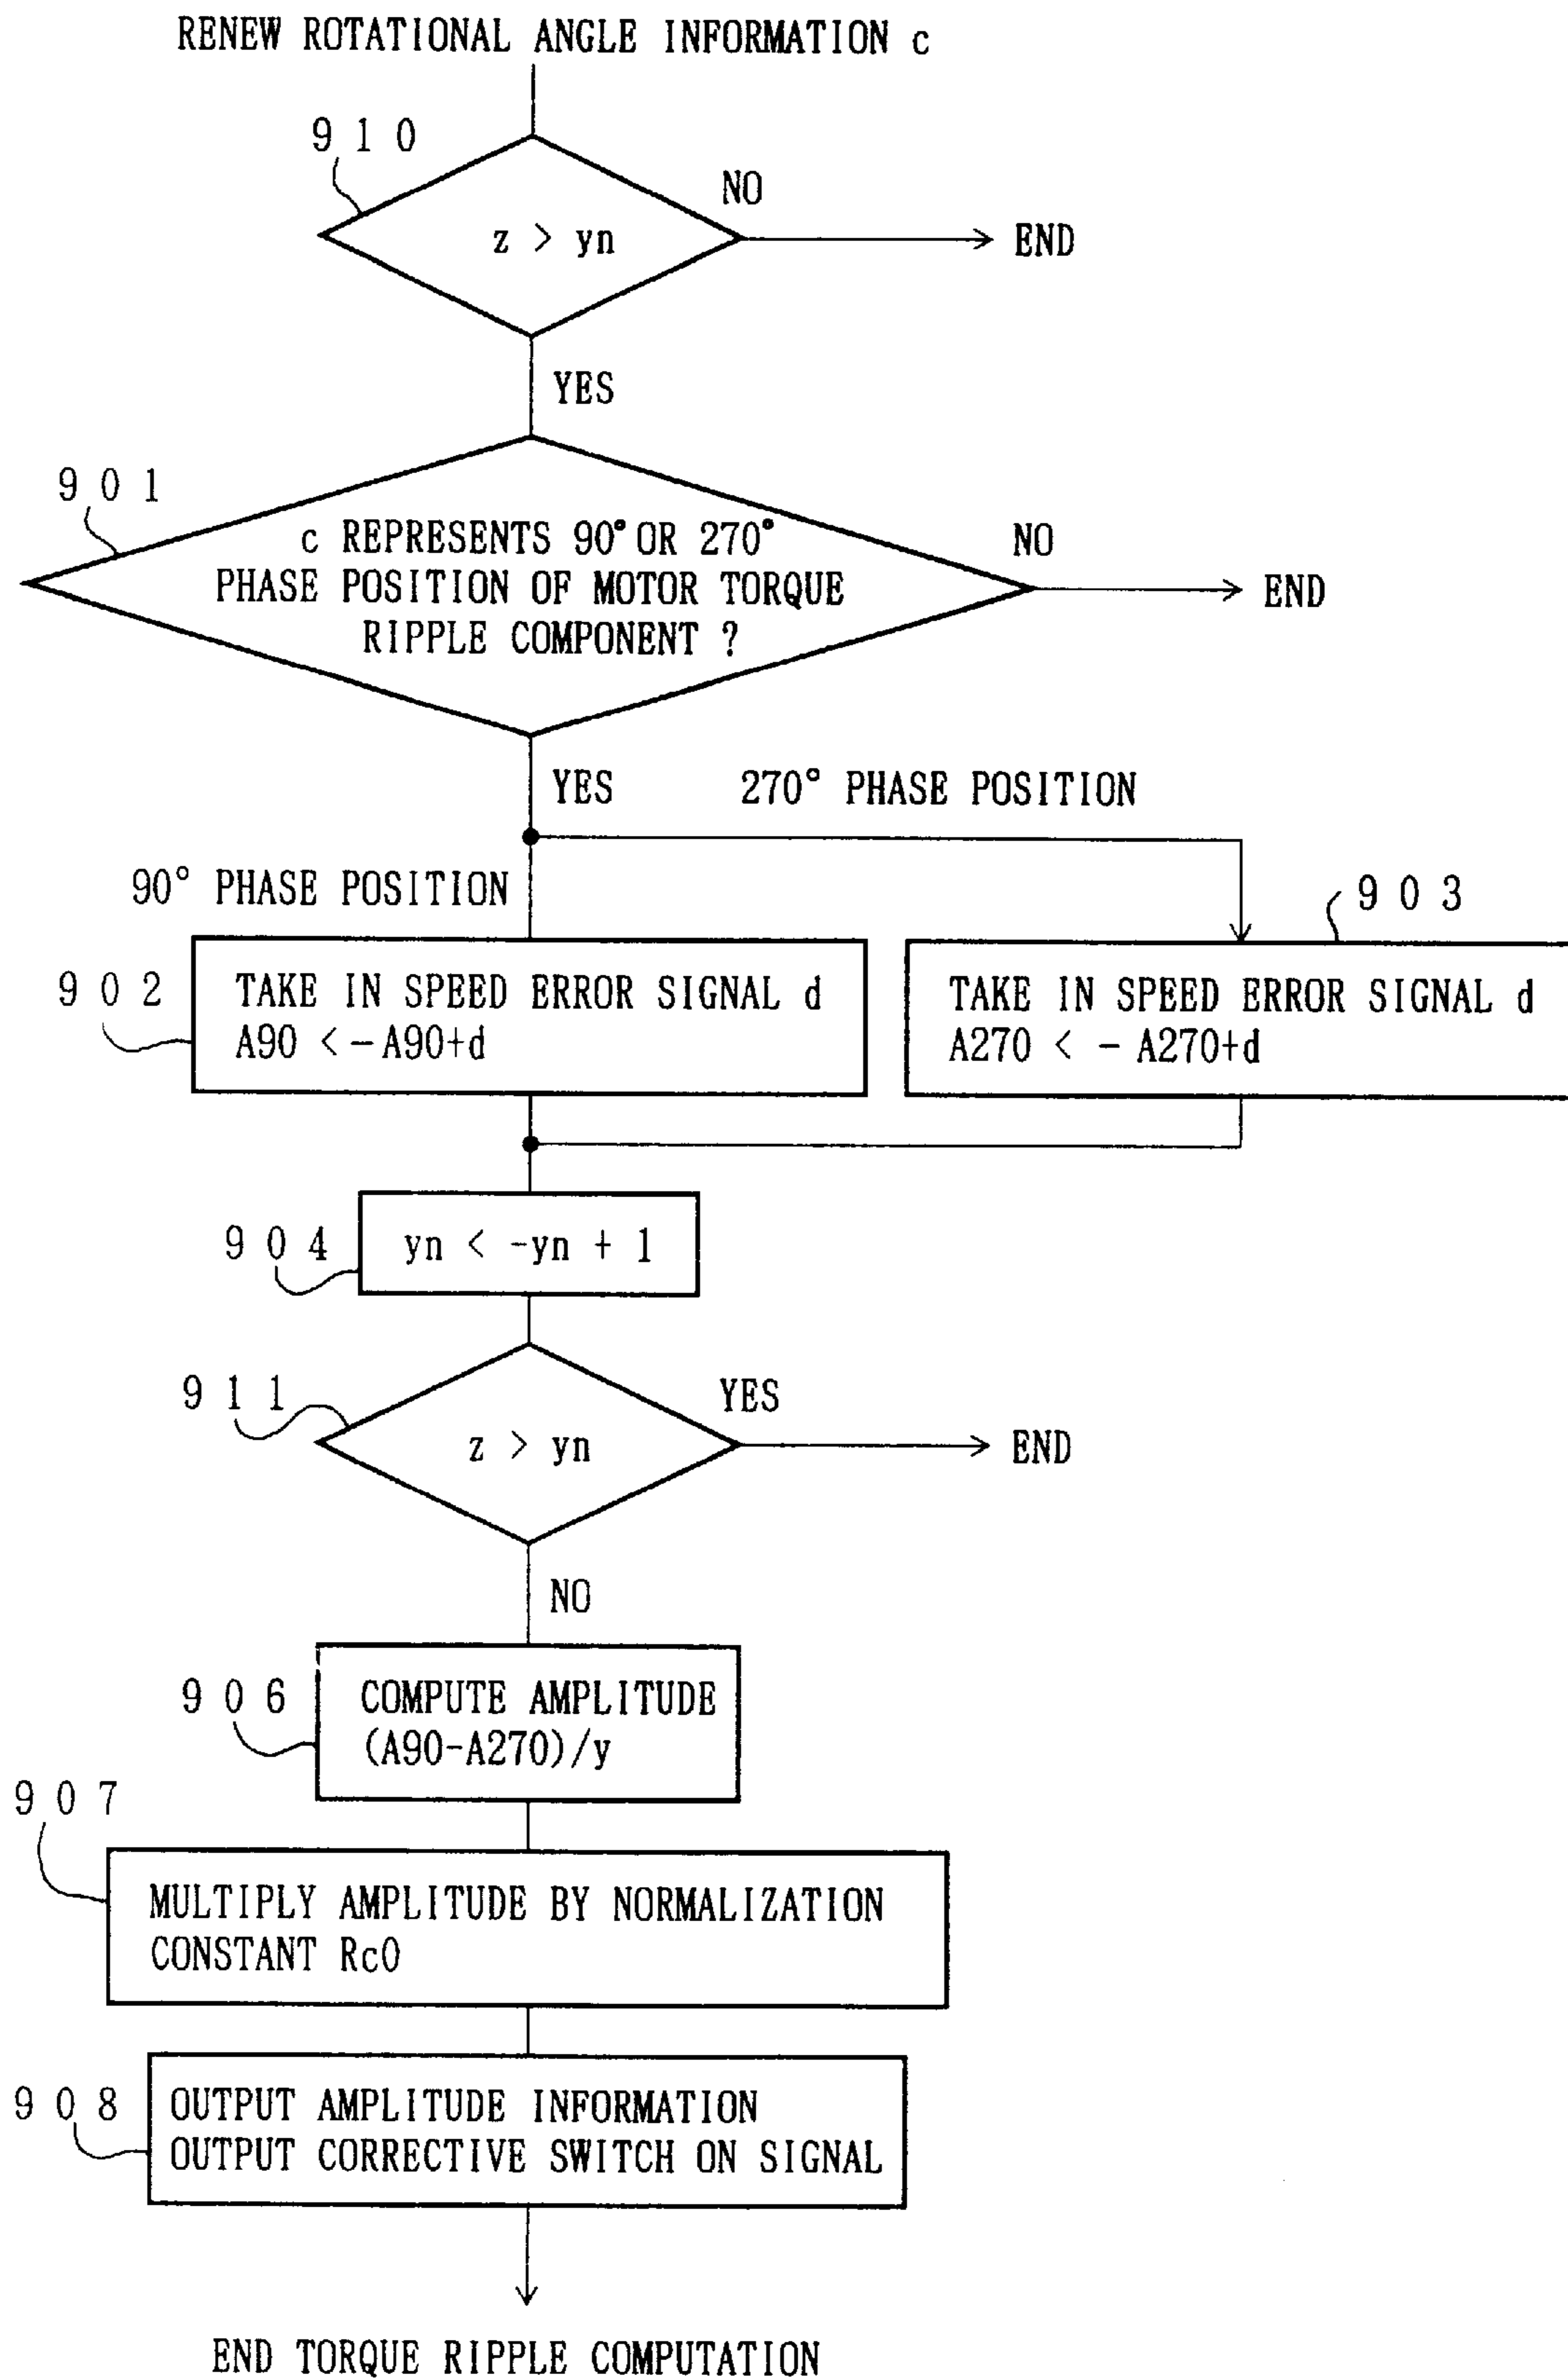 RENEW ROTATIONAL ANGLE INFORMATION c
910
NO
z > yn
END
YES
901
c REPRESENTS 90° OR 270°
PHASE POSITION OF MOTOR TORQUE
RIPPLE COMPONENT ?
NO
END
YES
270° PHASE POSITION
90° PHASE POSITION
903
902
TAKE IN SPEED ERROR SIGNAL d
A90 <-A90+d
TAKE IN SPEED ERROR SIGNAL d
A270 < - A270+d
904
yn < -yn + 1
911
YES
z > yn
END
NO
906
COMPUTE AMPLITUDE
(A90-A270)/y
907
MULTIPLY AMPLITUDE BY NORMALIZATION
CONSTANT Rc0
908
OUTPUT AMPLITUDE INFORMATION
OUTPUT CORRECTIVE SWITCH ON SIGNAL
END TORQUE RIPPLE COMPUTATION